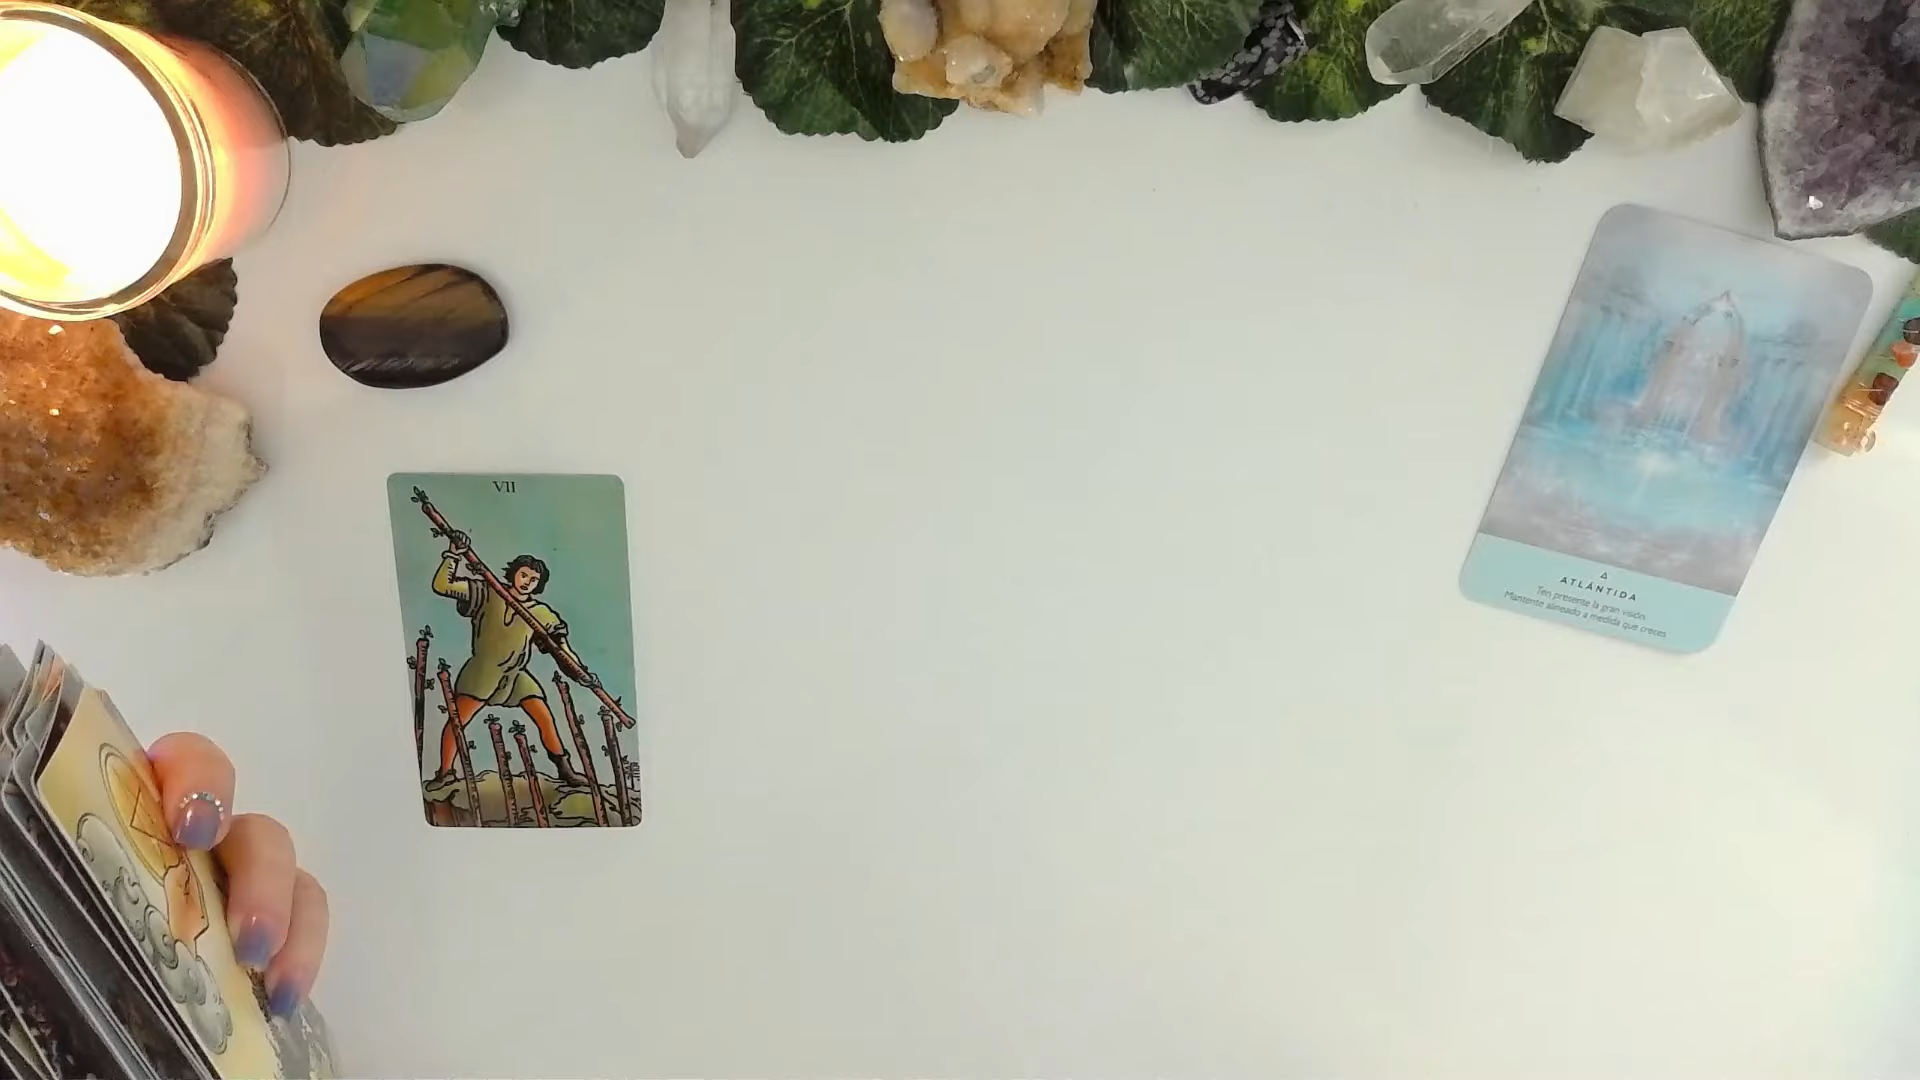 VII
ATLÁNTIDA
Ten presente la gran visión.
Mantente alineado a medida que creces.